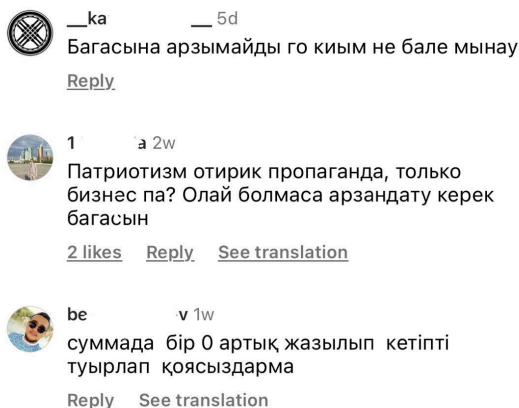 __ka __ 5d
Багасына арзымайды го киым не бале мынау
Reply
1 a 2w
Патриотизм отирик пропаганда, только
бизнес па? Олай болмаса арзандату керек
багасын
2 likes Reply See translation
be v 1w
суммада бір 0 артық жазылып кетіпті
туырлап қоясыздарма
Reply See translation